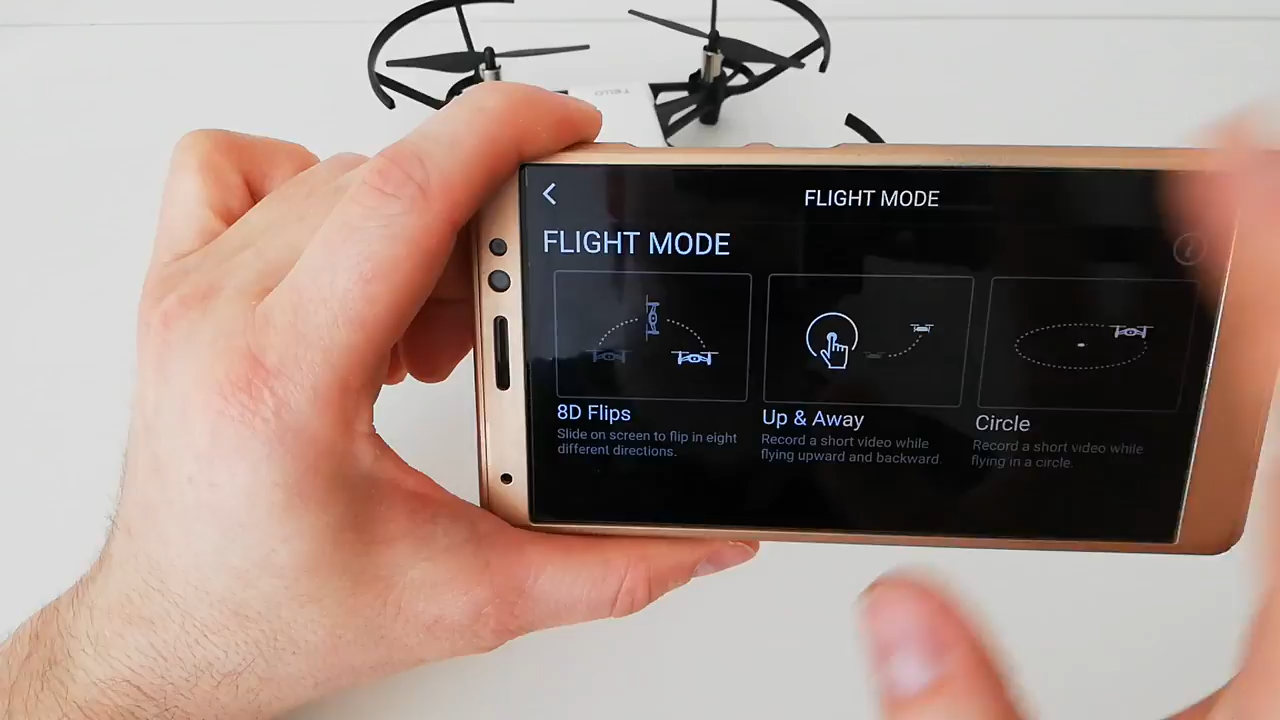 TELLO
FLIGHT MODE
FLIGHT MODE
8D Flips
Slide on screen to flip in eight
different directions.
Up & Away
Record a short video while
flying upward and backward.
Circle
Record a short video while
flying in a circle.